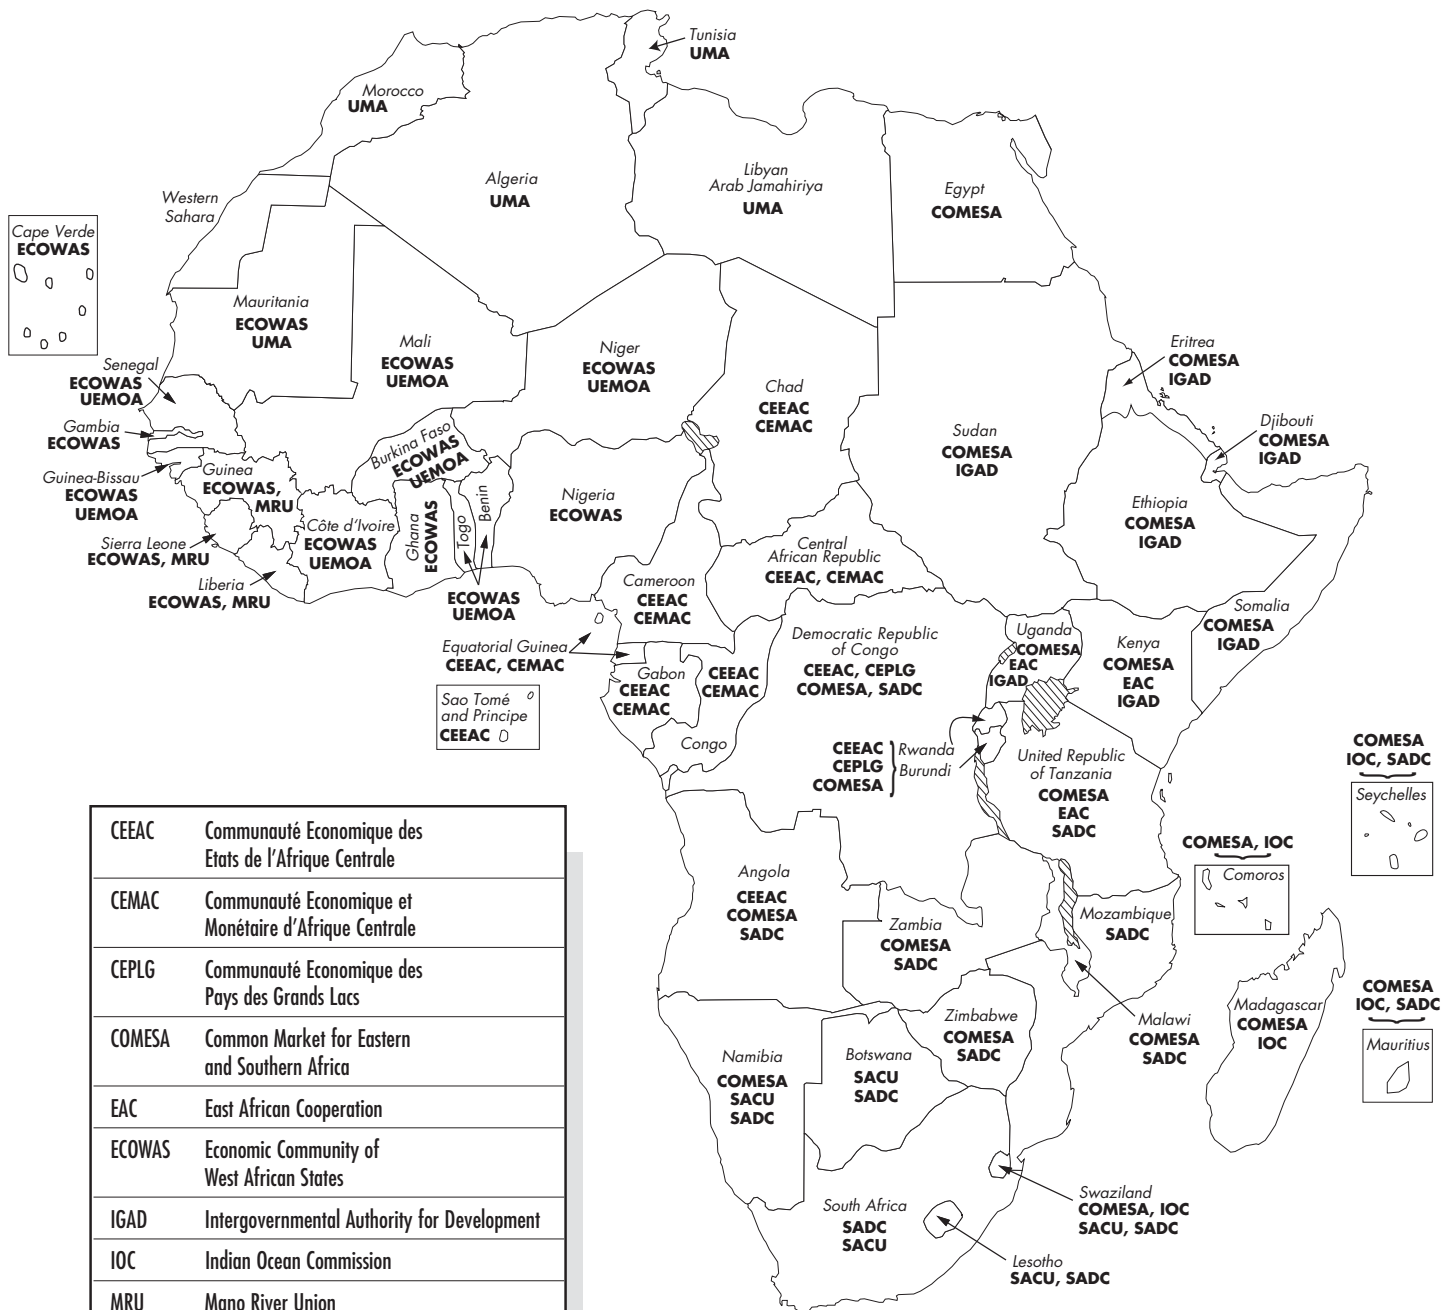 Tunisia
UMA
Morocco
UMA
Algeria
UMA
Libyan
Arab Jamahiriya
UMA
Egypt
COMESA
Western
Sahara
Cape Verde
ECOWAS
Mauritania
ECOWAS
UMA
Mali
ECOWAS
UEMOA
Niger
ECOWAS
UEMOA
Chad
CEEAC
CEMAC
Sudan
COMESA
IGAD
Eritrea
COMESA
IGAD
Djibouti
COMESA
IGAD
Senegal
ECOWAS
UEMOA
Gambia
ECOWAS
Guinea-Bissau
ECOWAS
UEMOA
Guinea
ECOWAS,
MRU
Sierra Leone
ECOWAS, MRU
Liberia
ECOWAS, MRU
Côte d'Ivoire
ECOWAS
UEMOA
Burkina Faso
ECOWAS
UEMOA
Ghana
ECOWAS
Togo
Benin
ECOWAS
UEMOA
Nigeria
ECOWAS
Ethiopia
COMESA
IGAD
Central
African Republic
CEEAC, CEMAC
Cameroon
CEEAC
CEMAC
Equatorial Guinea
CEEAC, CEMAC
Gabon
CEEAC
CEMAC
CEEAC
CEMAC
Congo
Sao Tomé
and Principe
CEEAC
Democratic Republic
of Congo
CEEAC, CEPLG
COMESA, SADC
Uganda
COMESA
EAC
IGAD
Kenya
COMESA
EAC
IGAD
Somalia
COMESA
IGAD
CEEAC
CEPLG
COMESA
Rwanda
Burundi
United Republic
of Tanzania
COMESA
EAC
SADC
COMESA
IOC, SADC
Seychelles
COMESA, IOC
Comoros
Angola
CEEAC
COMESA
SADC
Zambia
COMESA
SADC
Mozambique
SADC
Malawi
COMESA
SADC
Madagascar
COMESA
IOC
COMESA
IOC, SADC
Mauritius
Zimbabwe
COMESA
SADC
Namibia
COMESA
SACU
SADC
Botswana
SACU
SADC
South Africa
SADC
SACU
Swaziland
COMESA, IOC
SACU, SADC
Lesotho
SACU, SADC
CEEAC Communauté Economique des
Etats de l'Afrique Centrale
CEMAC Communauté Economique et
Monétaire d'Afrique Centrale
CEPLG Communauté Economique des
Pays des Grands Lacs
COMESA Common Market for Eastern
and Southern Africa
EAC East African Cooperation
ECOWAS Economic Community of
West African States
IGAD Intergovernmental Authority for Development
IOC Indian Ocean Commission
MRU Mano River Union